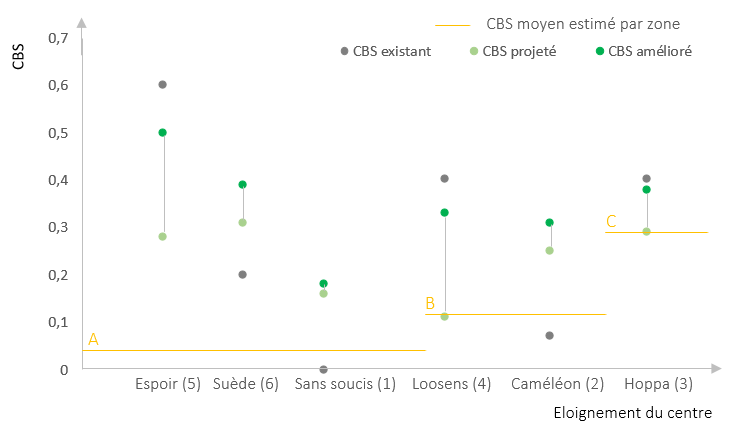 CBS moyen estimé par zone
CBS existant CBS projeté CBS amélioré
CBS
0,7
0,6
0,5
0,4
0,3
0,2
0,1
0
A
B
C
Espoir (5) Suède (6) Sans soucis (1) Loosens (4) Caméléon (2) Hoppa (3)
Eloignement du centre